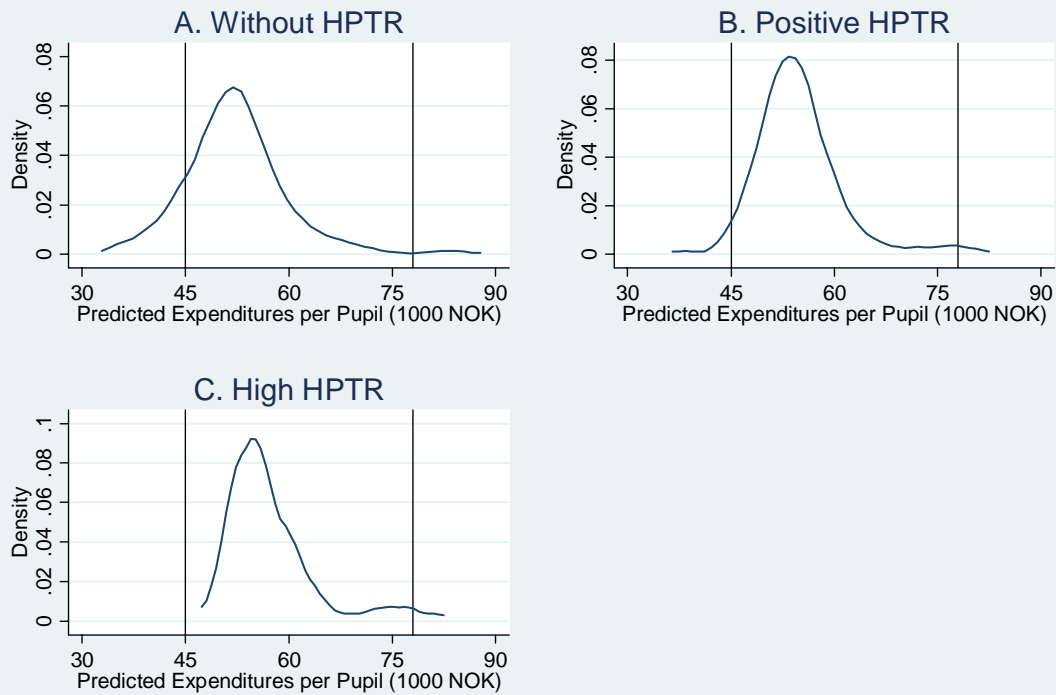 A. Without HPTR
Density
0 .02 .04 .06 .08
30 45 60 75 90
Predicted Expenditures per Pupil (1000 NOK)
B. Positive HPTR
Density
0 .02 .04 .06 .08
30 45 60 75 90
Predicted Expenditures per Pupil (1000 NOK)
C. High HPTR
Density
0 .02 .04 .06 .08 .1
30 45 60 75 90
Predicted Expenditures per Pupil (1000 NOK)